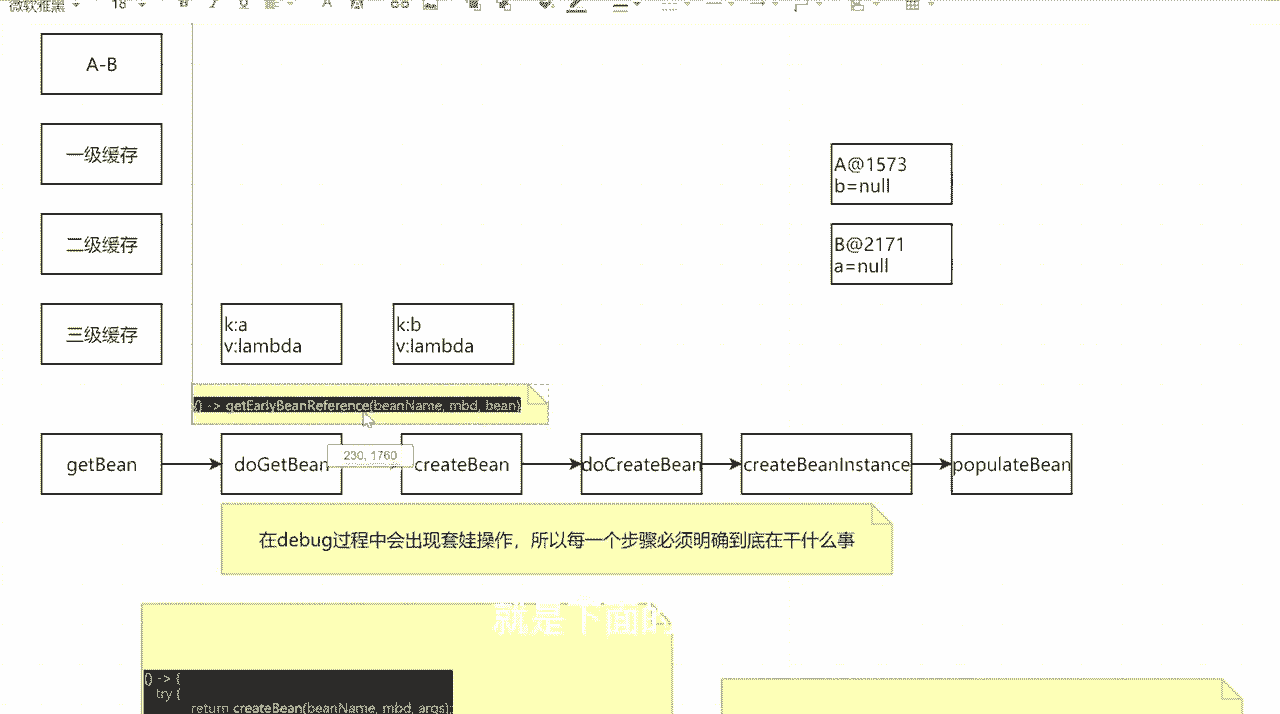 微软雅黑
18
A-B
一级缓存
A@1573
b=null
二级缓存
B@2171
a=null
三级缓存
k:a
v:lambda
k:b
v:lambda
() -> getEarlyBeanReference(beanName, mbd, bean)
getBean
doGetBean
230, 1760
createBean
doCreateBean
createBeanInstance
populateBean
在debug过程中会出现套娃操作，所以每一个步骤必须明确到底在干什么事
就是下面的
() -> {
try {
return createBean(beanName, mbd, args);